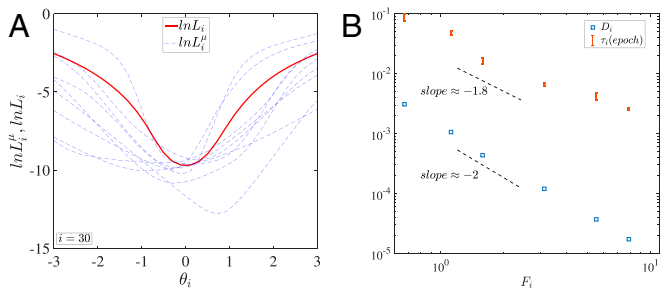 A
B
0
-5
-10
-15
-3
-2
-1
0
1
2
3
lnL_i^μ, lnL_i
θ_i
lnL_i
lnL_i^μ
i = 30
10^{-1}
10^{-2}
10^{-3}
10^{-4}
10^{-5}
10^0
10^1
F_i
D_i
τ_i(epoch)
slope ≈ −1.8
slope ≈ −2